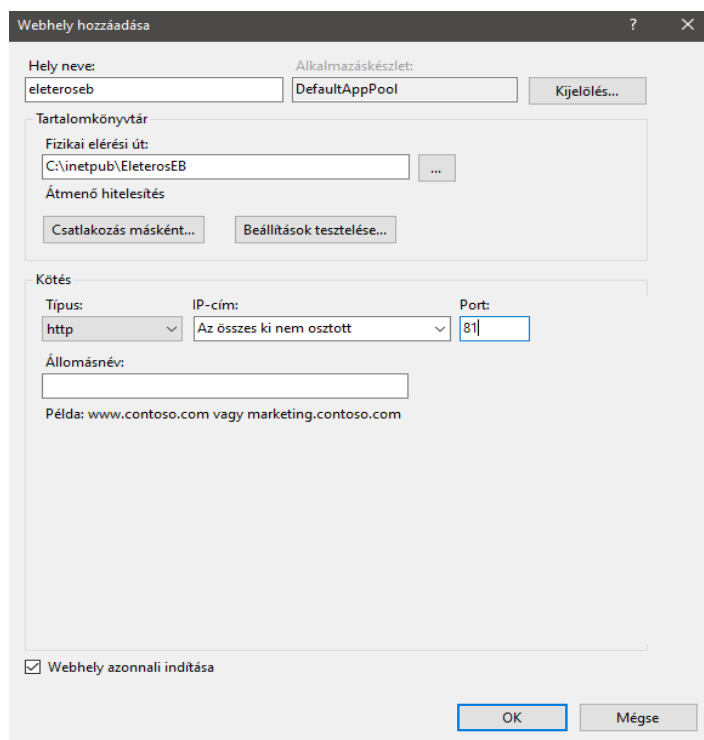 Webhely hozzáadása
Hely neve:
Alkalmazáskészlet:
eleteroseb
DefaultAppPool
Kijelölés...
Tartalomkönyvtár
Fizikai elérési út:
C:\inetpub\EleterosEB
...
Átmenő hitelesítés
Csatlakozás másként...
Beállítások tesztelése...
Kötés
Típus:
IP-cím:
Port:
http
Az összes ki nem osztott
81
Állomásnév:
Példa: www.contoso.com vagy marketing.contoso.com
Webhely azonnali indítása
OK
Mégse